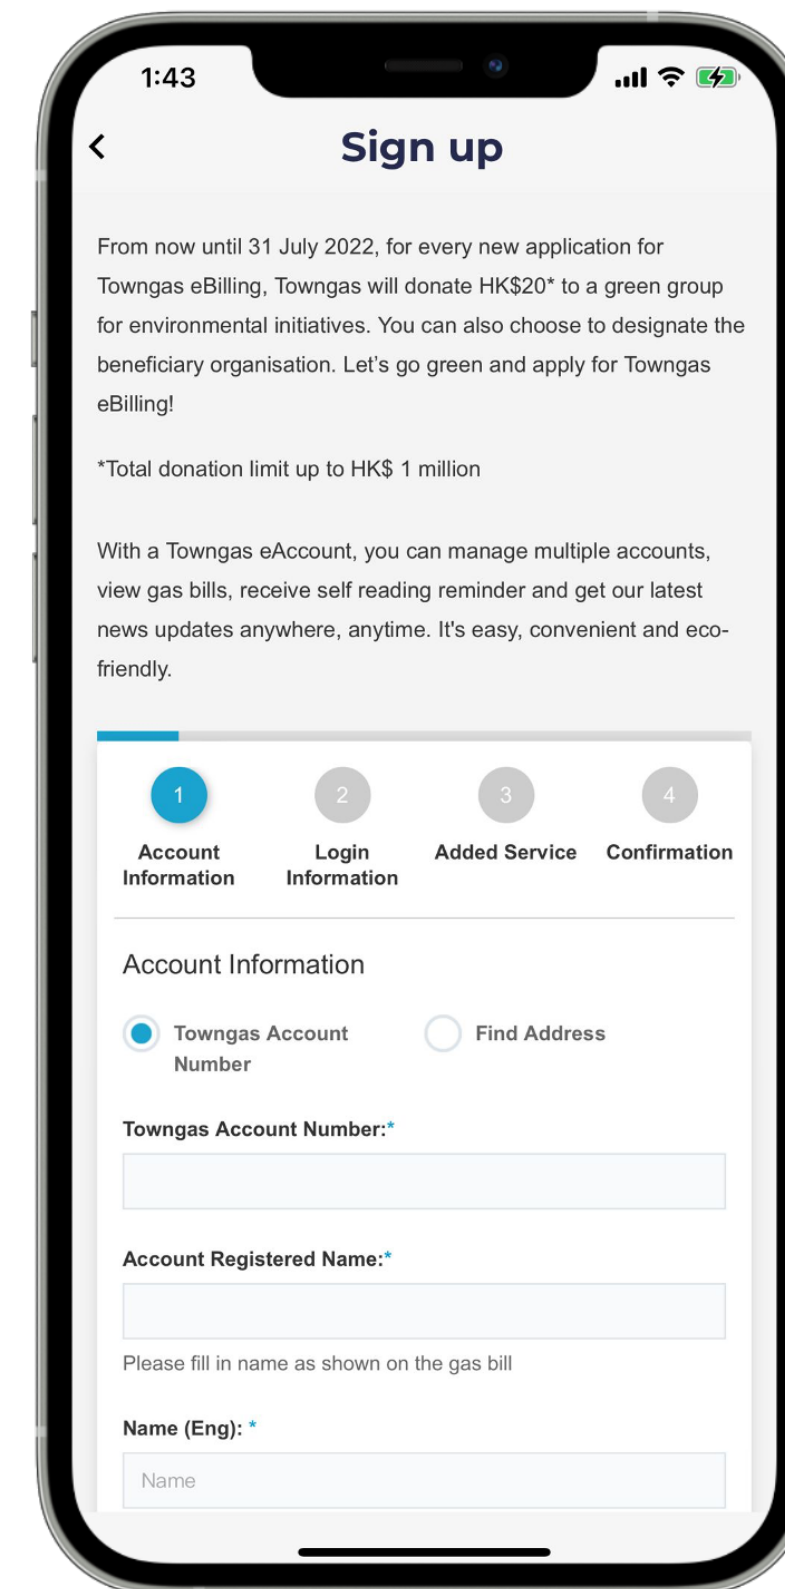 1:43
Sign up
From now until 31 July 2022, for every new application for
Towngas eBilling, Towngas will donate HK$20* to a green group
for environmental initiatives. You can also choose to designate the
beneficiary organisation. Let’s go green and apply for Towngas
eBilling!
*Total donation limit up to HK$ 1 million
With a Towngas eAccount, you can manage multiple accounts,
view gas bills, receive self reading reminder and get our latest
news updates anywhere, anytime. It's easy, convenient and eco-
friendly.
1 2 3 4
Account Login Added Service Confirmation
Information Information
Account Information
Towngas Account Find Address
Number
Towngas Account Number:*
Account Registered Name:*
Please fill in name as shown on the gas bill
Name (Eng): *
Name